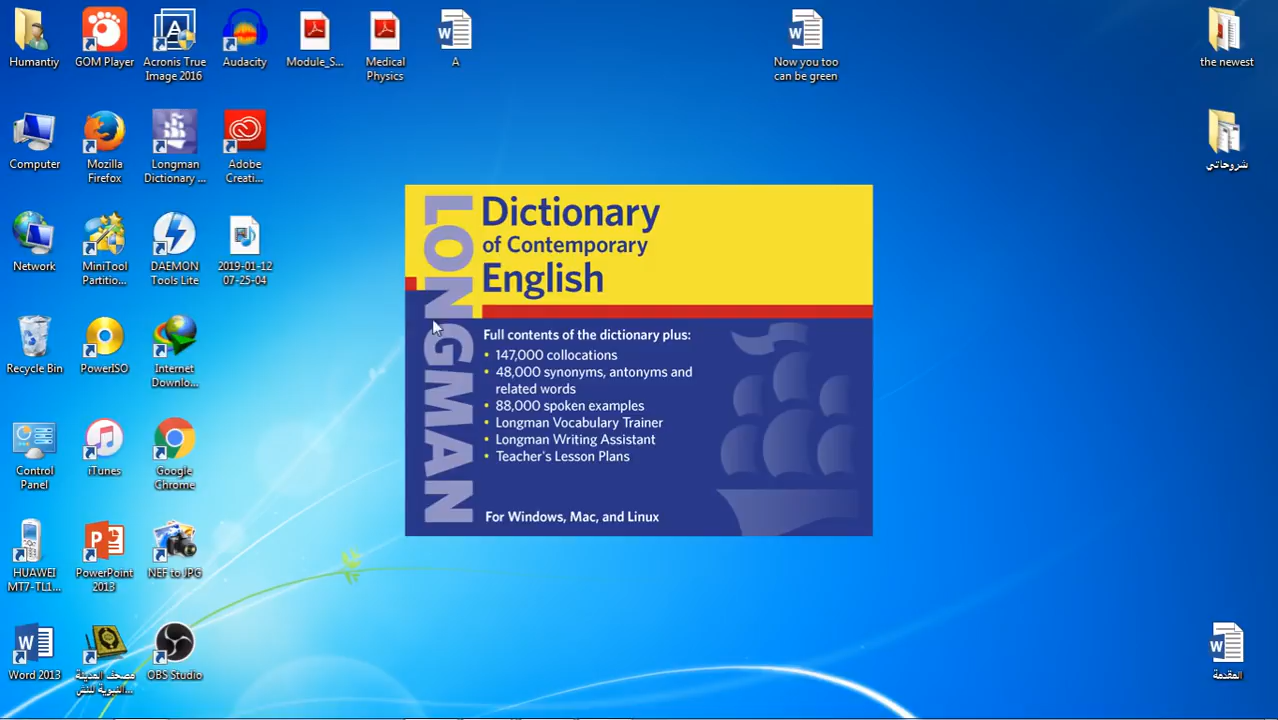 Humantiy
GOM Player
Acronis True
Image 2016
Audacity
Module_S...
Medical
Physics
A
Now you too
can be green
the newest
Computer
Mozilla
Firefox
Longman
Dictionary ...
Adobe
Creati...
شروحاتي
Network
MiniTool
Partitio...
DAEMON
Tools Lite
2019-01-12
07-25-04
Recycle Bin
PowerISO
Internet
Downlo...
Control
Panel
iTunes
Google
Chrome
HUAWEI
MT7-TL1...
PowerPoint
2013
NEF to JPG
Word 2013
مصحف المدينة
النبوية للنش...
OBS Studio
المقدمة
LONGMAN
Dictionary
of Contemporary
English
Full contents of the dictionary plus:
• 147,000 collocations
• 48,000 synonyms, antonyms and
related words
• 88,000 spoken examples
• Longman Vocabulary Trainer
• Longman Writing Assistant
• Teacher's Lesson Plans
For Windows, Mac, and Linux